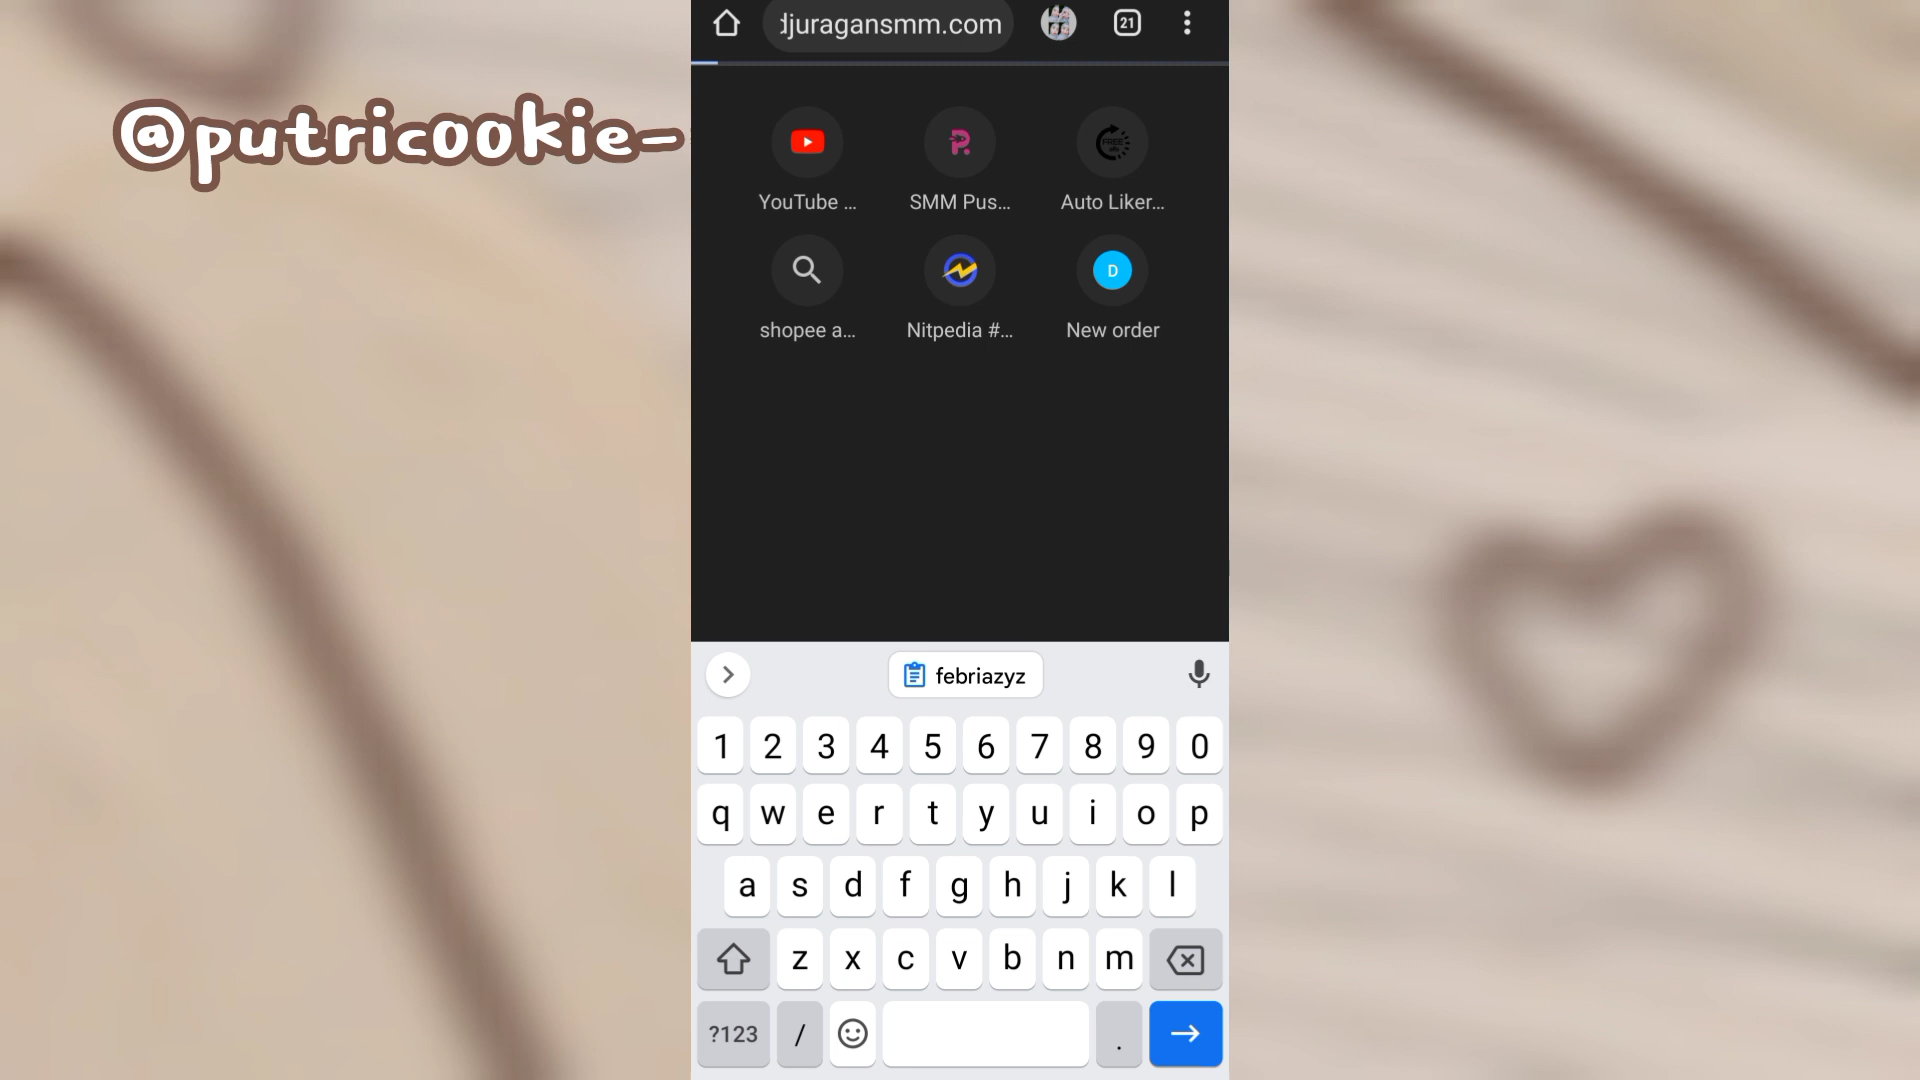 @putricookie-
djuragansmm.com
21
YouTube ...
SMM Pus...
FREE
Auto Liker...
shopee a...
Nitpedia #...
D
New order
febriazyz
1 2 3 4 5 6 7 8 9 0
q w e r t y u i o p
a s d f g h j k l
z x c v b n m
?123 / .